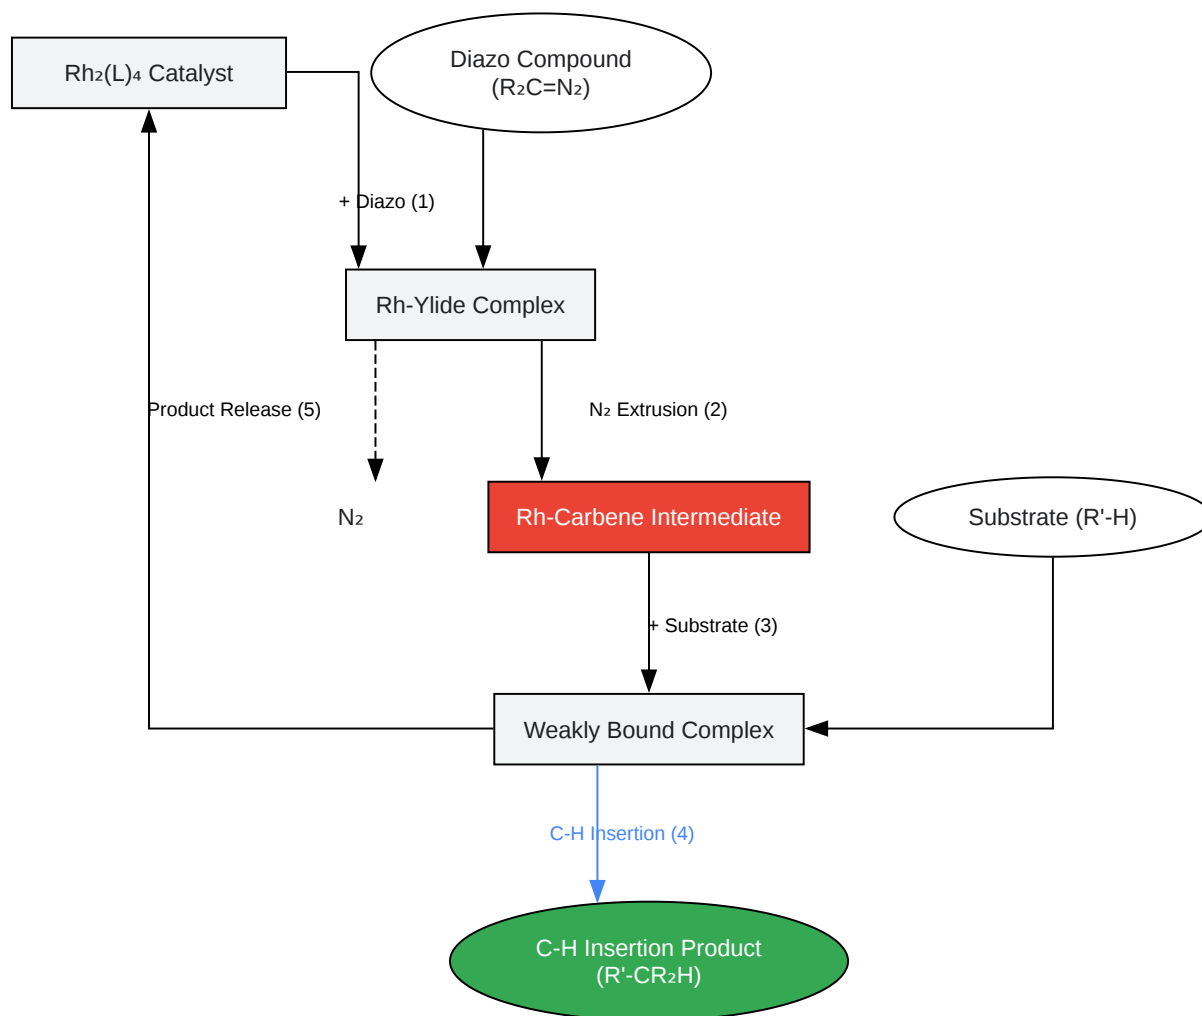 Rh₂(L)₄ Catalyst
Diazo Compound
(R₂C=N₂)
+ Diazo (1)
Rh-Ylide Complex
Product Release (5)
N₂ Extrusion (2)
N₂
Rh-Carbene Intermediate
Substrate (R'-H)
+ Substrate (3)
Weakly Bound Complex
C-H Insertion (4)
C-H Insertion Product
(R'-CR₂H)